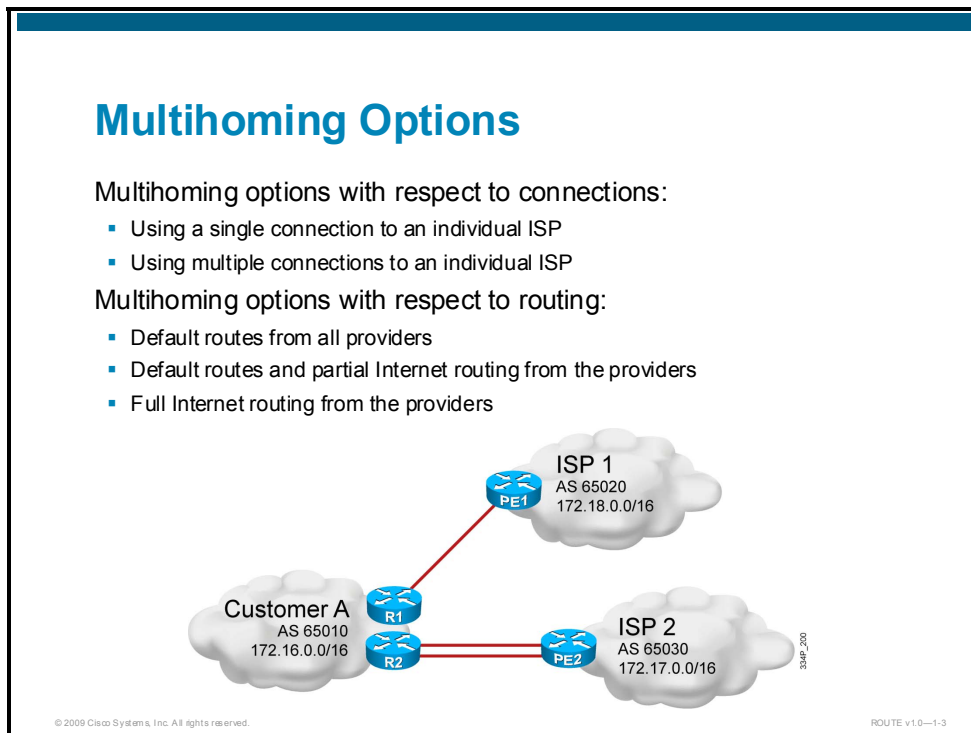 Multihoming Options
Multihoming options with respect to connections:
▪ Using a single connection to an individual ISP
▪ Using multiple connections to an individual ISP
Multihoming options with respect to routing:
▪ Default routes from all providers
▪ Default routes and partial Internet routing from the providers
▪ Full Internet routing from the providers
ISP 1
AS 65020
172.18.0.0/16
PE1
Customer A
AS 65010
172.16.0.0/16
R1
R2
PE2
ISP 2
AS 65030
172.17.0.0/16
334P_200
© 2009 Cisco Systems, Inc. All rights reserved.
ROUTE v1.0—1-3